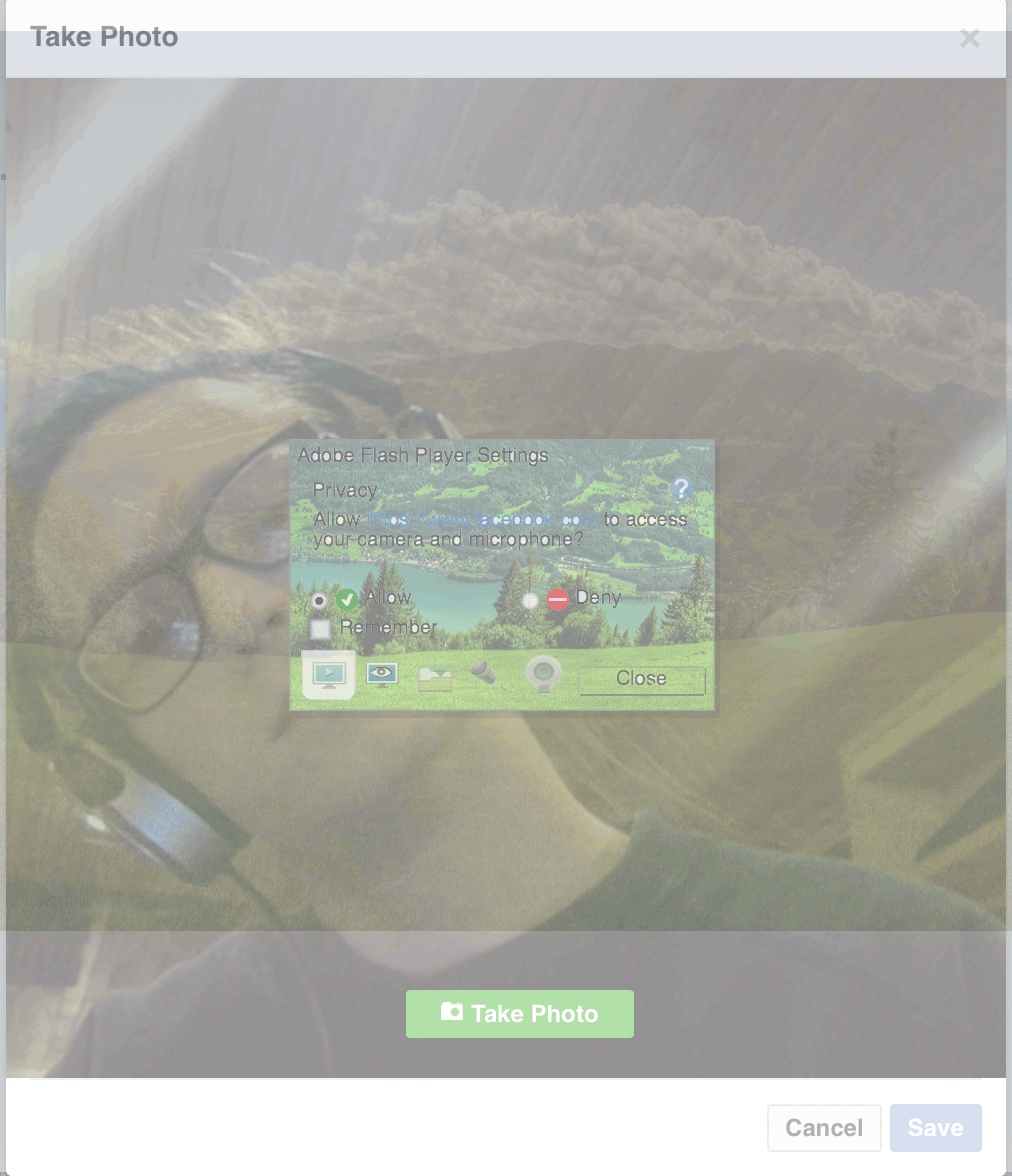 Take Photo
×
Adobe Flash Player Settings
Privacy
?
Allow https://www.facebook.com to access
your camera and microphone?
Allow
Deny
Remember
Close
Take Photo
Cancel
Save